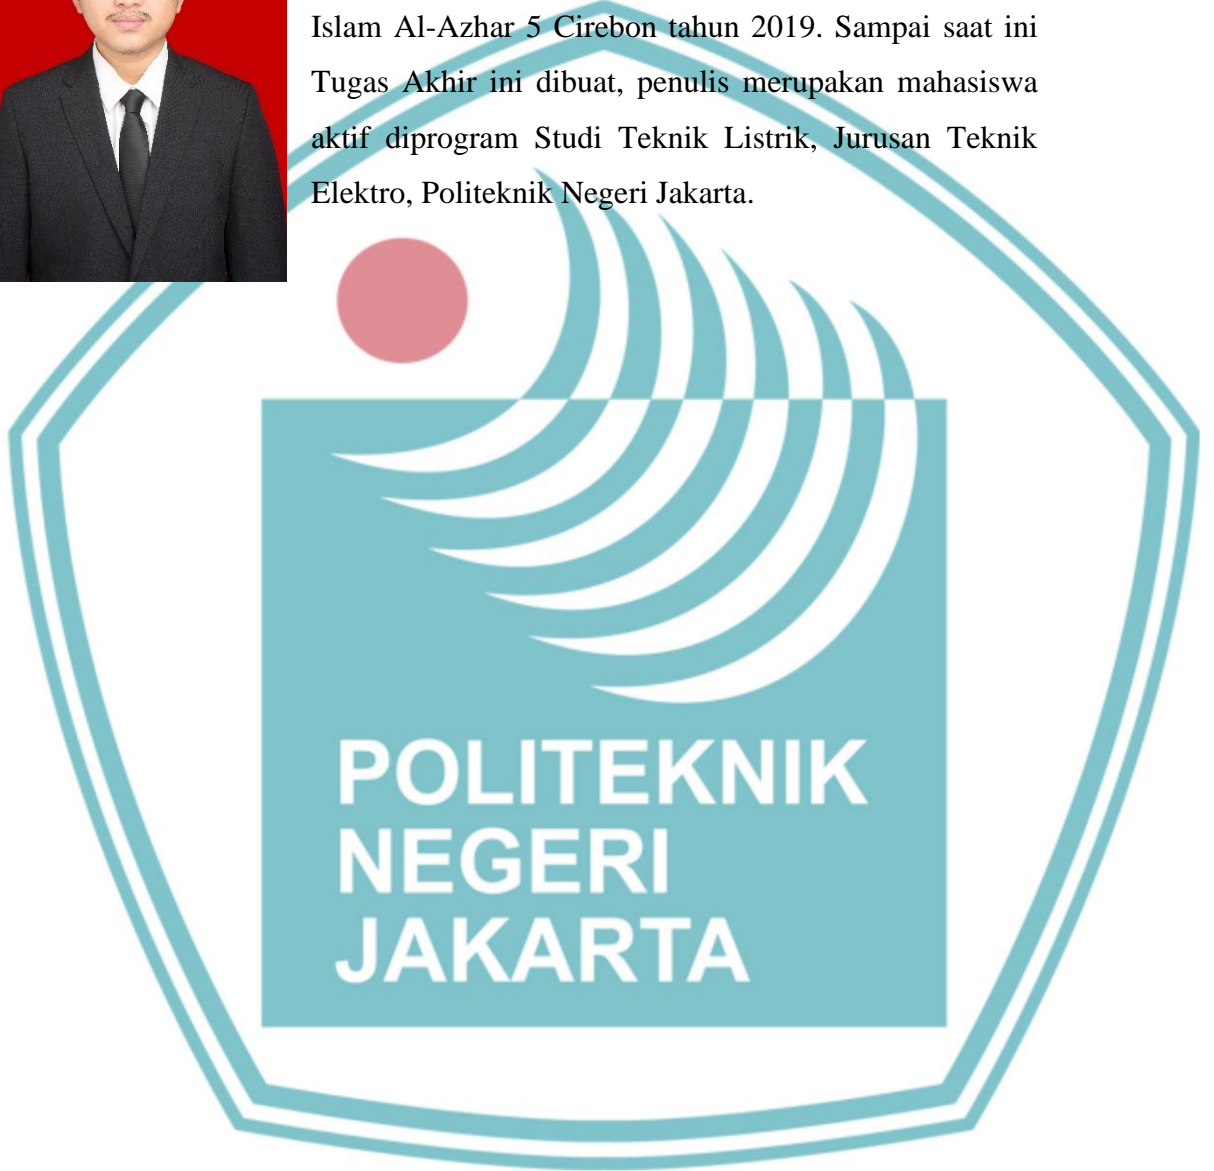 Islam Al-Azhar 5 Cirebon tahun 2019. Sampai saat ini
Tugas Akhir ini dibuat, penulis merupakan mahasiswa
aktif diprogram Studi Teknik Listrik, Jurusan Teknik
Elektro, Politeknik Negeri Jakarta.
POLITEKNIK
NEGERI
JAKARTA